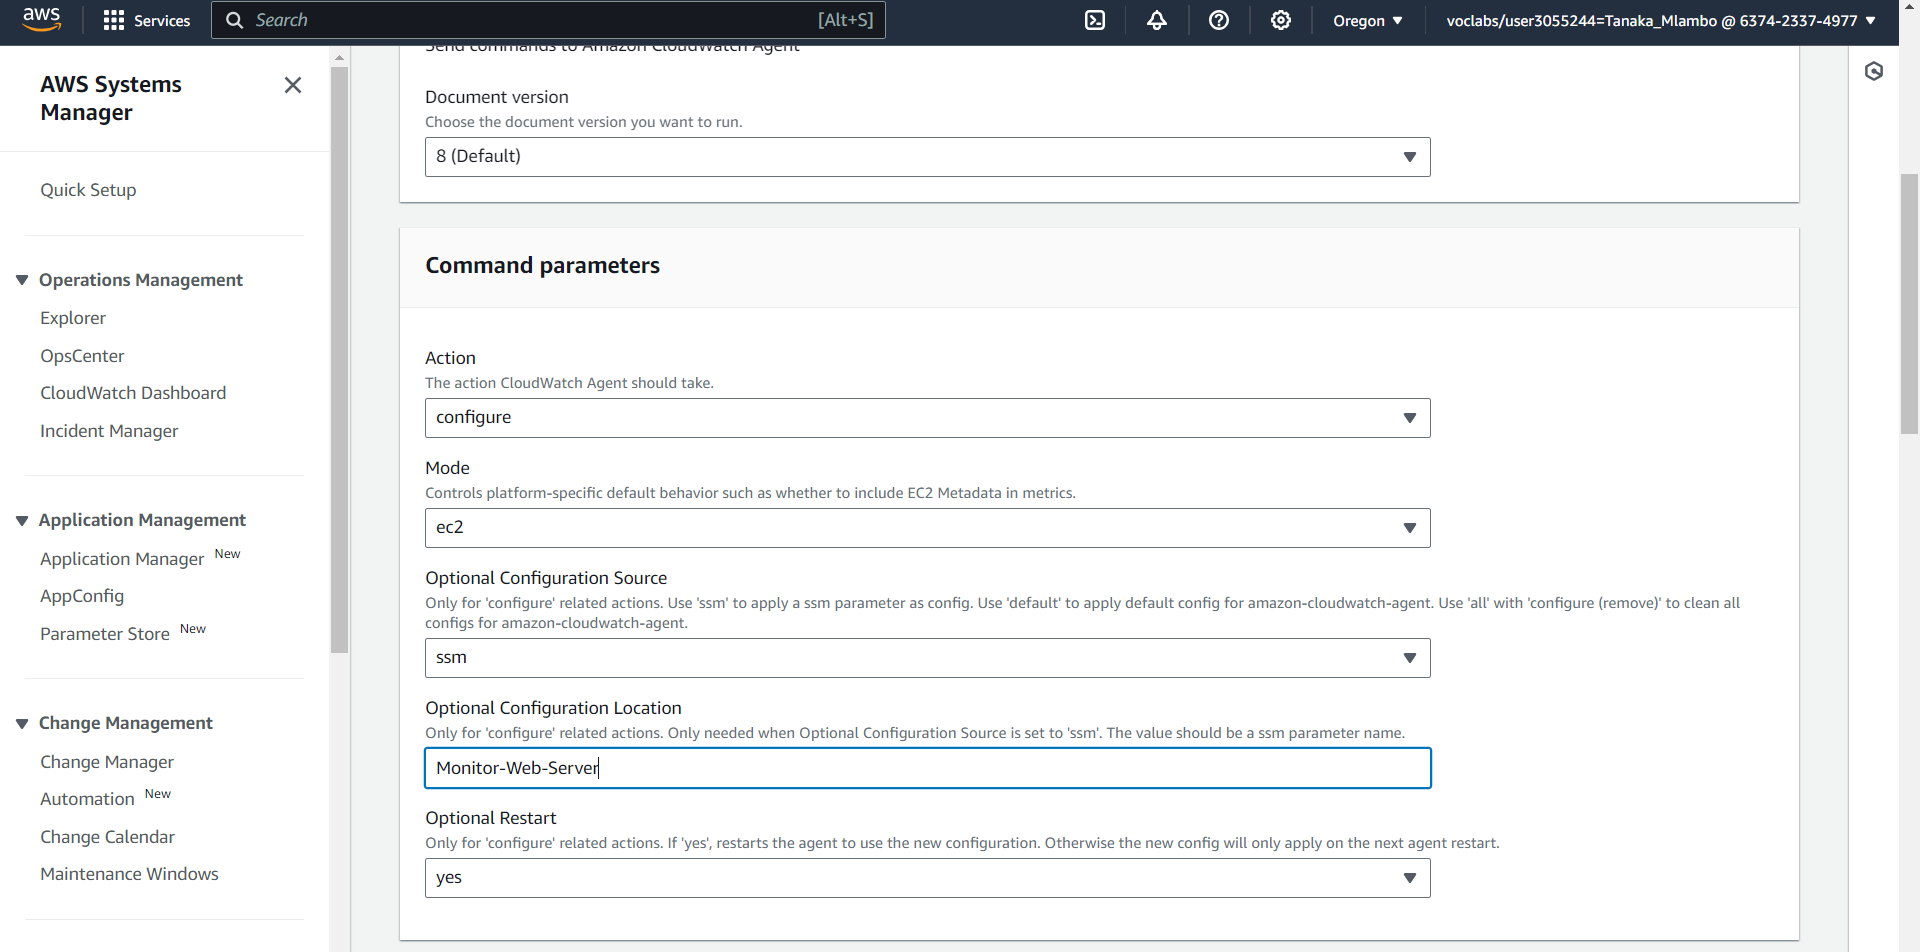 aws
Services
Search
[Alt+S]
Oregon
voclabs/user3055244=Tanaka_Mlambo @ 6374-2337-4977
AWS Systems
Manager
Quick Setup
Operations Management
Explorer
OpsCenter
CloudWatch Dashboard
Incident Manager
Application Management
Application Manager New
AppConfig
Parameter Store New
Change Management
Change Manager
Automation New
Change Calendar
Maintenance Windows
Send commands to Amazon CloudWatch Agent
Document version
Choose the document version you want to run.
8 (Default)
Command parameters
Action
The action CloudWatch Agent should take.
configure
Mode
Controls platform-specific default behavior such as whether to include EC2 Metadata in metrics.
ec2
Optional Configuration Source
Only for 'configure' related actions. Use 'ssm' to apply a ssm parameter as config. Use 'default' to apply default config for amazon-cloudwatch-agent. Use 'all' with 'configure (remove)' to clean all
configs for amazon-cloudwatch-agent.
ssm
Optional Configuration Location
Only for 'configure' related actions. Only needed when Optional Configuration Source is set to 'ssm'. The value should be a ssm parameter name.
Monitor-Web-Server
Optional Restart
Only for 'configure' related actions. If 'yes', restarts the agent to use the new configuration. Otherwise the new config will only apply on the next agent restart.
yes